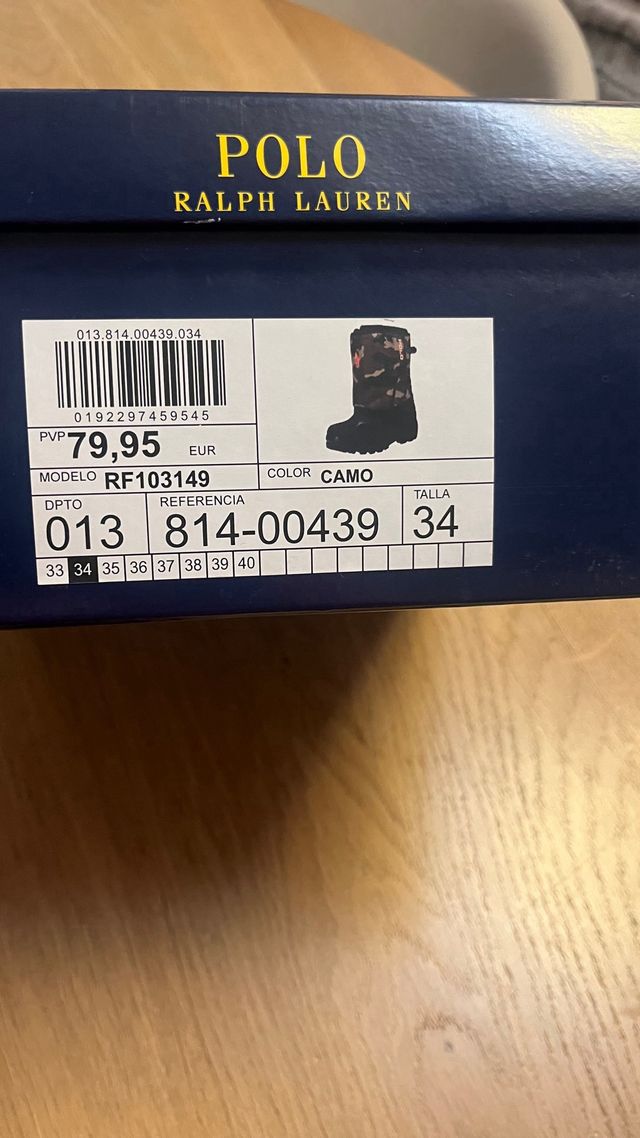 POLO
RALPH LAUREN
013.814.00439.034
0192297459545
PVP 79,95 EUR
MODELO RF103149
COLOR CAMO
DPTO
013
REFERENCIA
814-00439
TALLA
34
33 34 35 36 37 38 39 40